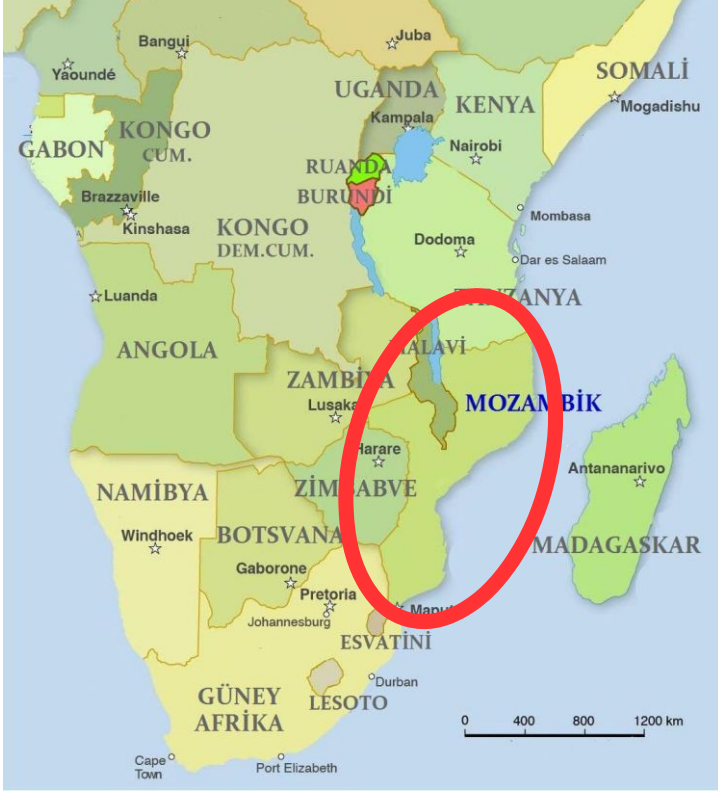 Juba
Bangui
Yaoundé
SOMALİ
Mogadishu
UGANDA
KENYA
Kampala
KONGO
CUM.
GABON
Nairobi
RUANDA
BURUNDİ
Brazzaville
Kinshasa
Mombasa
KONGO
DEM.CUM.
Dodoma
Dar es Salaam
Luanda
TANZANYA
ANGOLA
MALAVİ
ZAMBİYA
Lusaka
MOZAMBİK
Harare
Antananarivo
NAMİBYA
ZİMBABVE
Windhoek
BOTSVANA
MADAGASKAR
Gaborone
Pretoria
Johannesburg
Maput
ESVATİNİ
Durban
GÜNEY
AFRİKA
LESOTO
0 400 800 1200 km
Cape
Town
Port Elizabeth